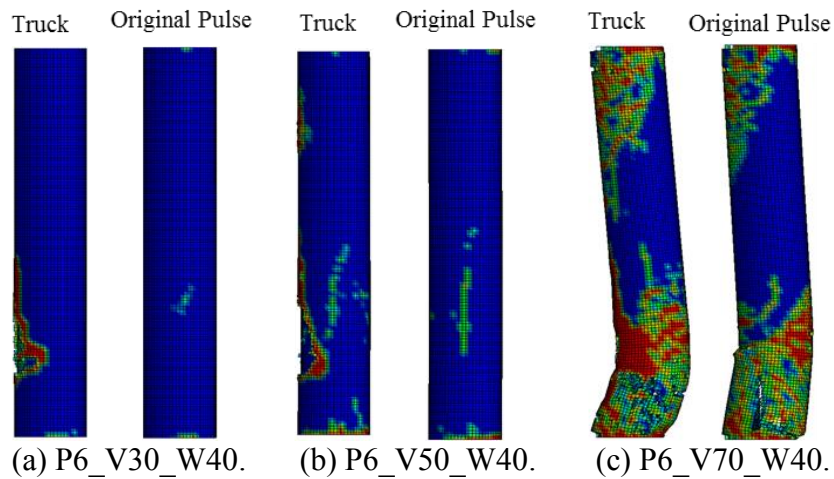 Truck Original Pulse Truck Original Pulse Truck Original Pulse
(a) P6_V30_W40. (b) P6_V50_W40. (c) P6_V70_W40.